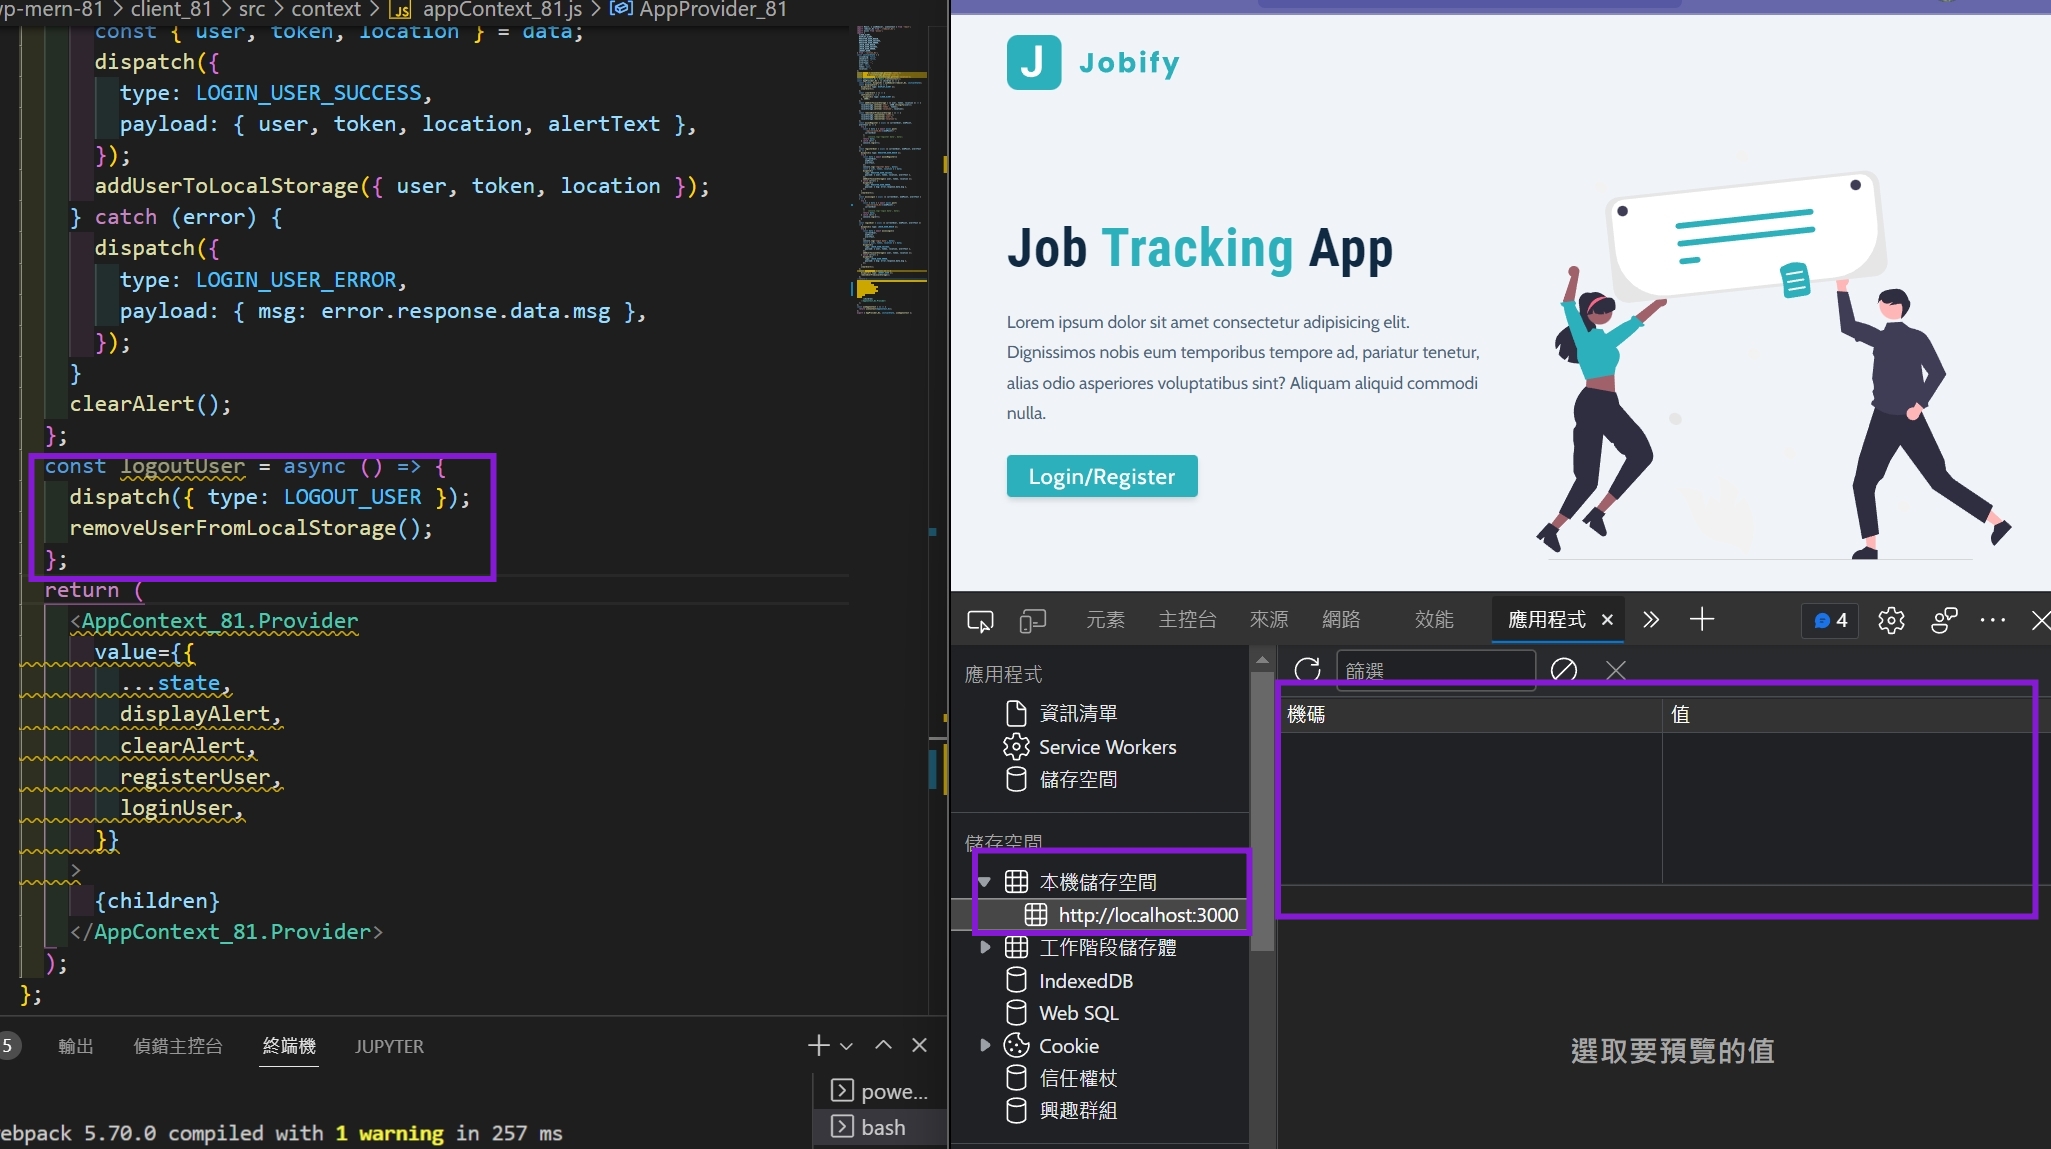 vp-mern-81 > client_81 > src > context > JS appContext_81.js > AppProvider_81
const { user, token, location } = data;
dispatch({
type: LOGIN_USER_SUCCESS,
payload: { user, token, location, alertText },
});
addUserToLocalStorage({ user, token, location });
} catch (error) {
dispatch({
type: LOGIN_USER_ERROR,
payload: { msg: error.response.data.msg },
});
}
clearAlert();
};
const logoutUser = async () => {
dispatch({ type: LOGOUT_USER });
removeUserFromLocalStorage();
};
return (
<AppContext_81.Provider
value={{
...state,
displayAlert,
clearAlert,
registerUser,
loginUser,
}}
>
{children}
</AppContext_81.Provider>
);
};
5 輸出 偵錯主控台 終端機 JUPYTER
powe...
bash
ebpack 5.70.0 compiled with 1 warning in 257 ms
J Jobify
Job Tracking App
Lorem ipsum dolor sit amet consectetur adipisicing elit.
Dignissimos nobis eum temporibus tempore ad, pariatur tenetur,
alias odio asperiores voluptatibus sint? Aliquam aliquid commodi
nulla.
Login/Register
元素 主控台 來源 網路 效能 應用程式 4
應用程式
資訊清單
Service Workers
儲存空間
儲存空間
本機儲存空間
http://localhost:3000
工作階段儲存體
IndexedDB
Web SQL
Cookie
信任權杖
興趣群組
篩選
機碼 值
選取要預覽的值